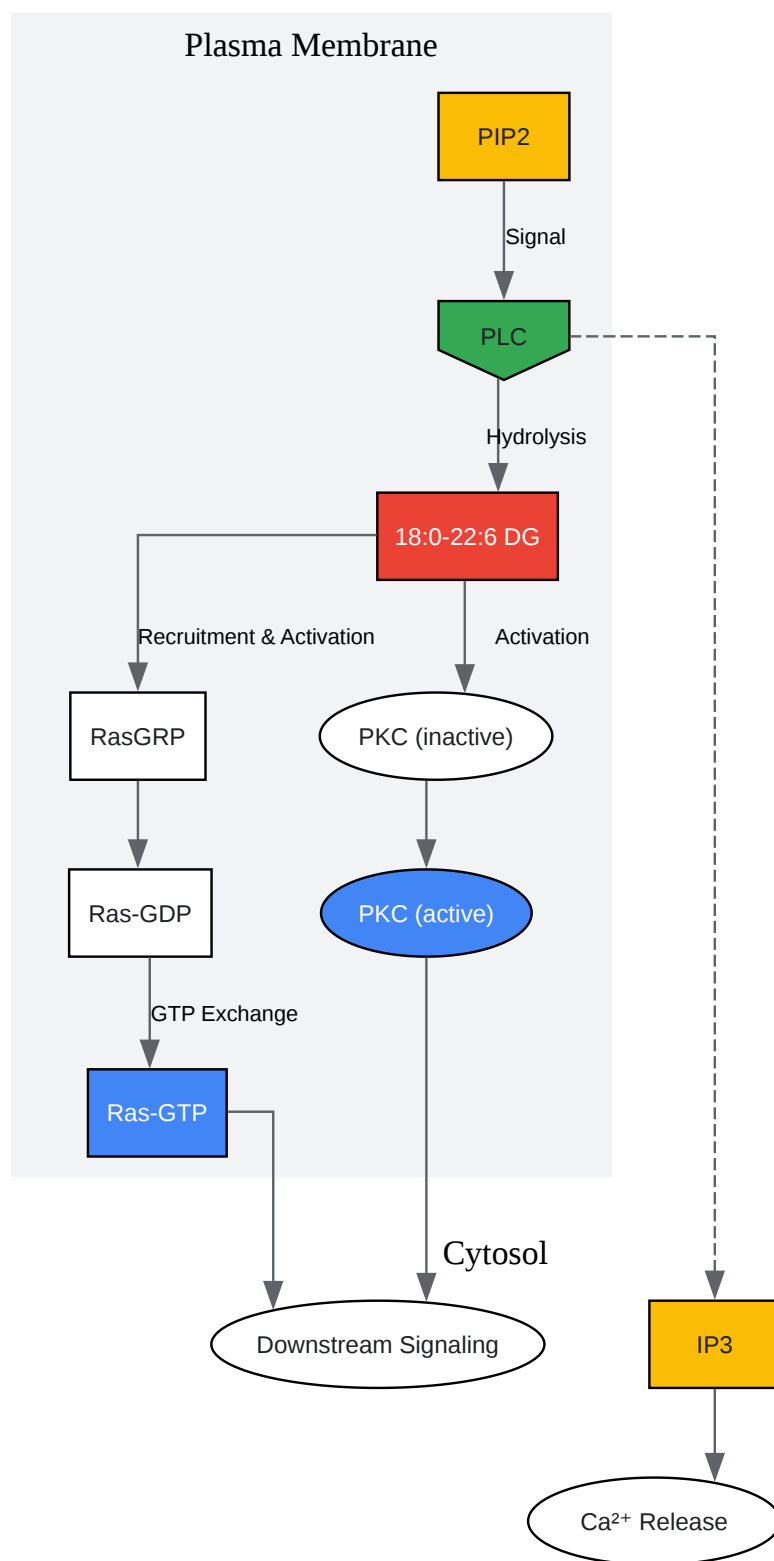 Plasma Membrane
PIP2
Signal
PLC
Hydrolysis
18:0-22:6 DG
Recruitment & Activation
Activation
RasGRP
PKC (inactive)
Ras-GDP
PKC (active)
GTP Exchange
Ras-GTP
Cytosol
Downstream Signaling
IP3
Ca²⁺ Release